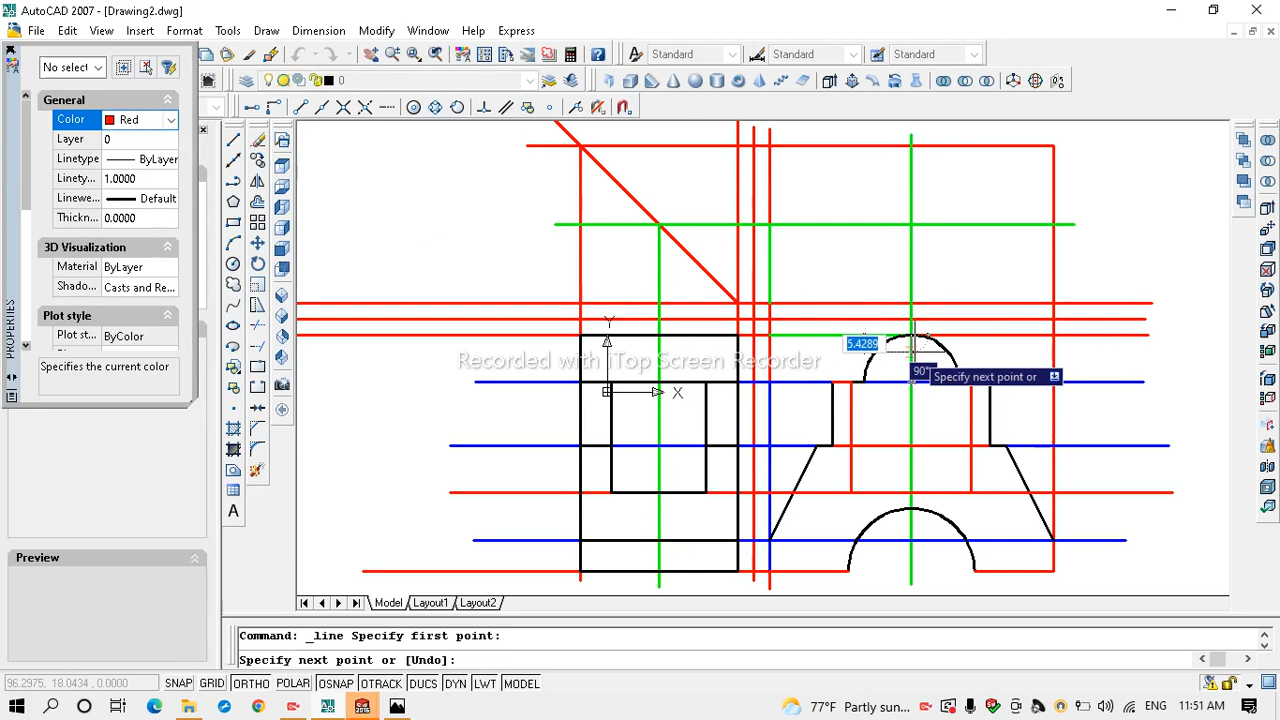 AutoCAD 2007 - [Drawing2.dwg]
File Edit View Insert Format Tools Draw Dimension Modify Window Help Express
No select
Standard Standard Standard
0
General
Color Red
Layer 0
Linetype ByLayer
Linety... 1.0000
Linewe... Default
Thickn... 0.0000
3D Visualization
Material ByLayer
Shado... Casts and Re...
Plot style
Plot st... ByColor
Specifies the current color
PROPERTIES
Preview
Y
X
5.4289
90°
Specify next point or
Recorded with iTop Screen Recorder
Model Layout1 Layout2
Command: _line Specify first point:
Specify next point or [Undo]:
96.2975, 18.0434, 0.0000
SNAP GRID ORTHO POLAR OSNAP OTRACK DUCS DYN LWT MODEL
77°F Partly sun...
ENG 11:51 AM